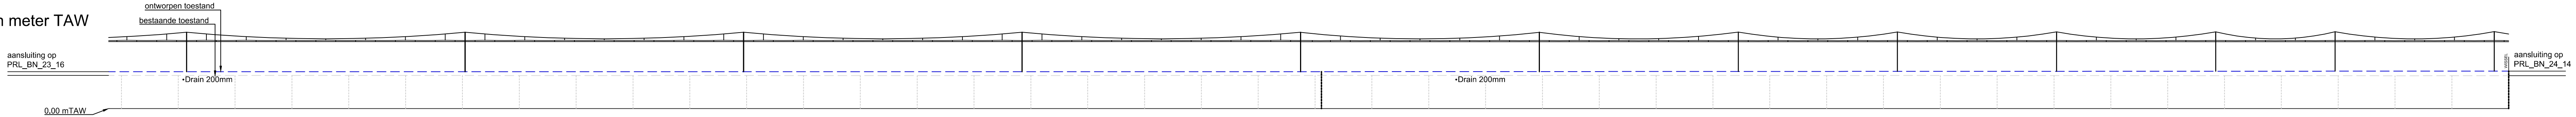 ontworpen toestand
n meter TAW
bestaande toestand
aansluiting op
PRL_BN_23_16
aansluiting op
PRL_BN_24_14
•Drain 200mm
•Drain 200mm
0,00 mTAW